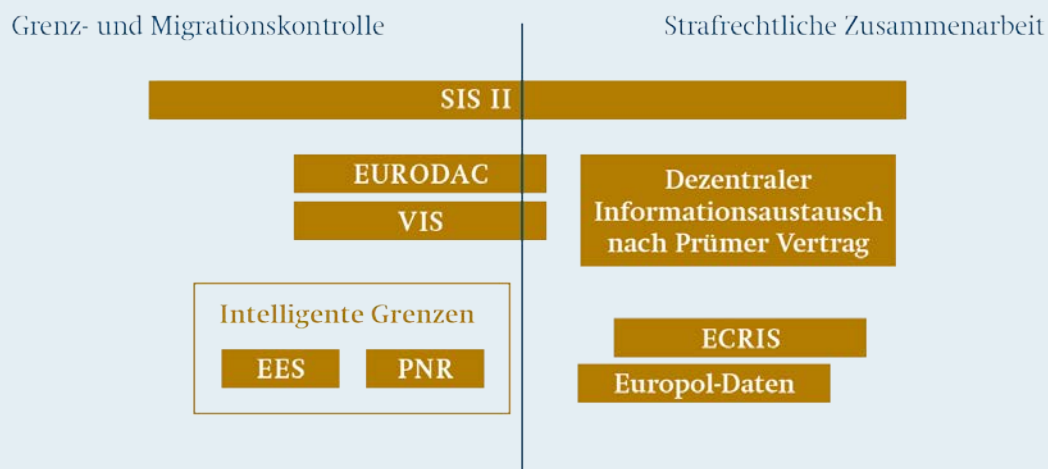 Grenz- und Migrationskontrolle
Strafrechtliche Zusammenarbeit
SIS II
EURODAC
VIS
Dezentraler
Informationsaustausch
nach Prümer Vertrag
Intelligente Grenzen
EES
PNR
ECRIS
Europol-Daten